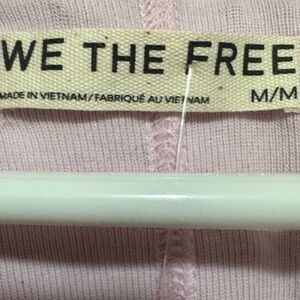 WE THE FREE
MADE IN VIETNAM / FABRIQUÉ AU VIETNAM M/M